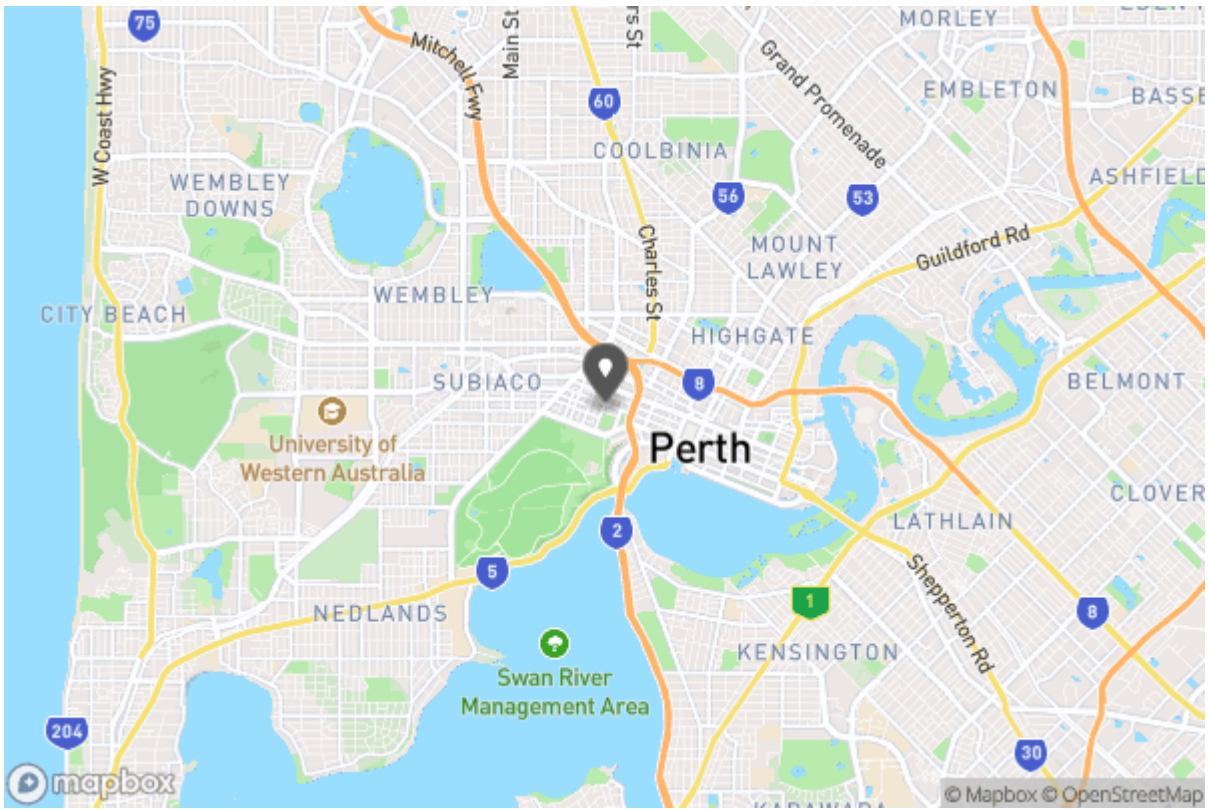 75
Mitchell Fwy
Main St
rs St
MORLEY
EDEN
Grand Promenade
60
EMBLETON
BASSE
W Coast Hwy
COOLBINIA
WEMBLEY
DOWNS
56
53
ASHFIELD
Charles St
MOUNT
LAWLEY
Guildford Rd
WEMBLEY
CITY BEACH
HIGHGATE
SUBIACO
8
BELMONT
University of
Western Australia
Perth
CLOVER
LATHLAIN
2
5
Shepperton Rd
1
8
NEDLANDS
KENSINGTON
Swan River
Management Area
204
30
mapbox
© Mapbox © OpenStreetMap
KARAWARA